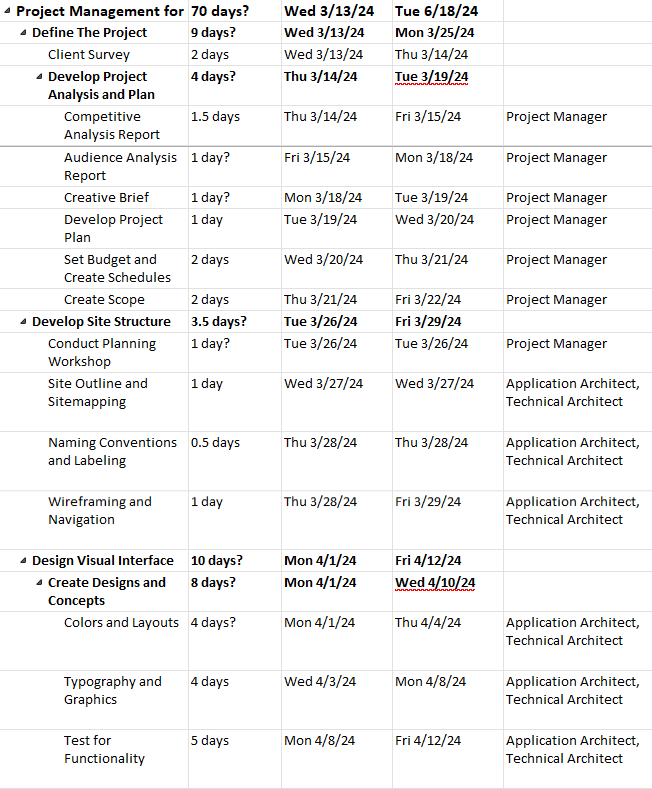 Project Management for 70 days? Wed 3/13/24 Tue 6/18/24
Define The Project 9 days? Wed 3/13/24 Mon 3/25/24
Client Survey 2 days Wed 3/13/24 Thu 3/14/24
Develop Project 4 days? Thu 3/14/24 Tue 3/19/24
Analysis and Plan
Competitive 1.5 days Thu 3/14/24 Fri 3/15/24 Project Manager
Analysis Report
Audience Analysis 1 day? Fri 3/15/24 Mon 3/18/24 Project Manager
Report
Creative Brief 1 day? Mon 3/18/24 Tue 3/19/24 Project Manager
Develop Project 1 day Tue 3/19/24 Wed 3/20/24 Project Manager
Plan
Set Budget and 2 days Wed 3/20/24 Thu 3/21/24 Project Manager
Create Schedules
Create Scope 2 days Thu 3/21/24 Fri 3/22/24 Project Manager
Develop Site Structure 3.5 days? Tue 3/26/24 Fri 3/29/24
Conduct Planning 1 day? Tue 3/26/24 Tue 3/26/24 Project Manager
Workshop
Site Outline and 1 day Wed 3/27/24 Wed 3/27/24 Application Architect,
Sitemapping Technical Architect
Naming Conventions 0.5 days Thu 3/28/24 Thu 3/28/24 Application Architect,
and Labeling Technical Architect
Wireframing and 1 day Thu 3/28/24 Fri 3/29/24 Application Architect,
Navigation Technical Architect
Design Visual Interface 10 days? Mon 4/1/24 Fri 4/12/24
Create Designs and 8 days? Mon 4/1/24 Wed 4/10/24
Concepts
Colors and Layouts 4 days? Mon 4/1/24 Thu 4/4/24 Application Architect,
Technical Architect
Typography and 4 days Wed 4/3/24 Mon 4/8/24 Application Architect,
Graphics Technical Architect
Test for 5 days Mon 4/8/24 Fri 4/12/24 Application Architect,
Functionality Technical Architect